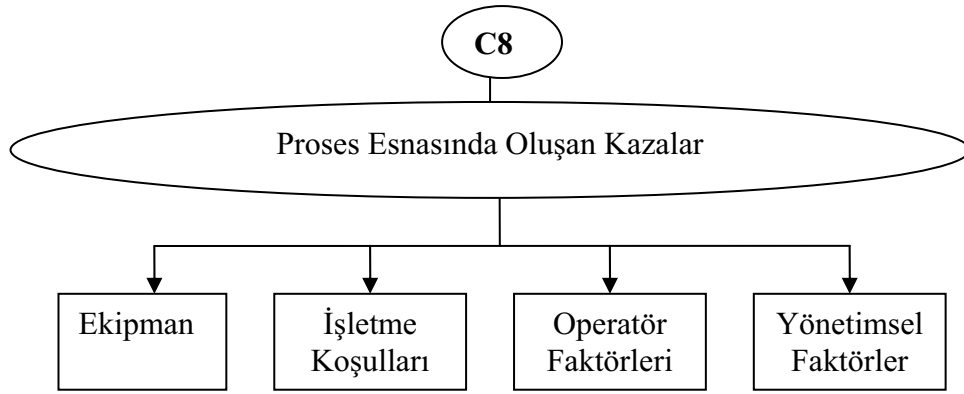 C8
Proses Esnasında Oluşan Kazalar
Ekipman
İşletme
Koşulları
Operatör
Faktörleri
Yönetimsel
Faktörler